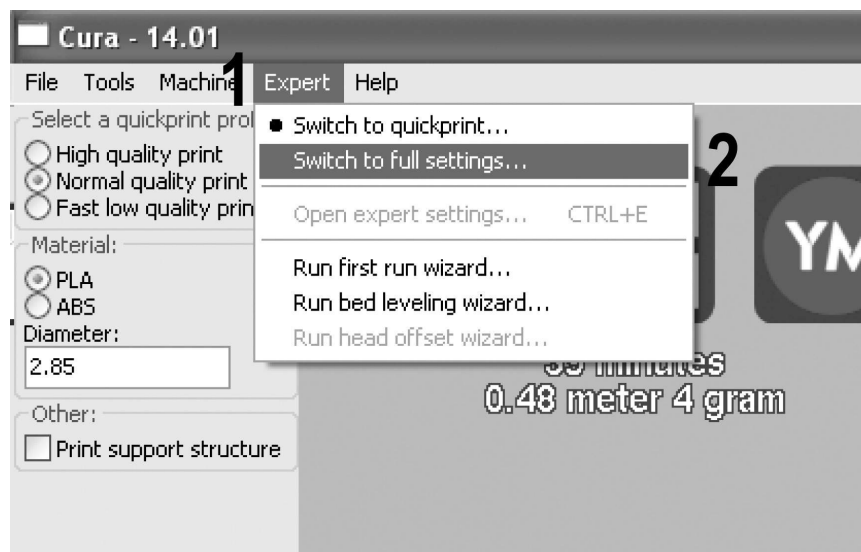 Cura - 14.01
File Tools Machine Expert Help
1
Select a quickprint
High quality print
Normal quality print
Fast low quality prin
Material:
PLA
ABS
Diameter:
2.85
Other:
Print support structure
Switch to quickprint...
Switch to full settings...
2
Open expert settings... CTRL+E
Run first run wizard...
Run bed leveling wizard...
Run head offset wizard...
YM
minutes
0.48 meter 4 gram